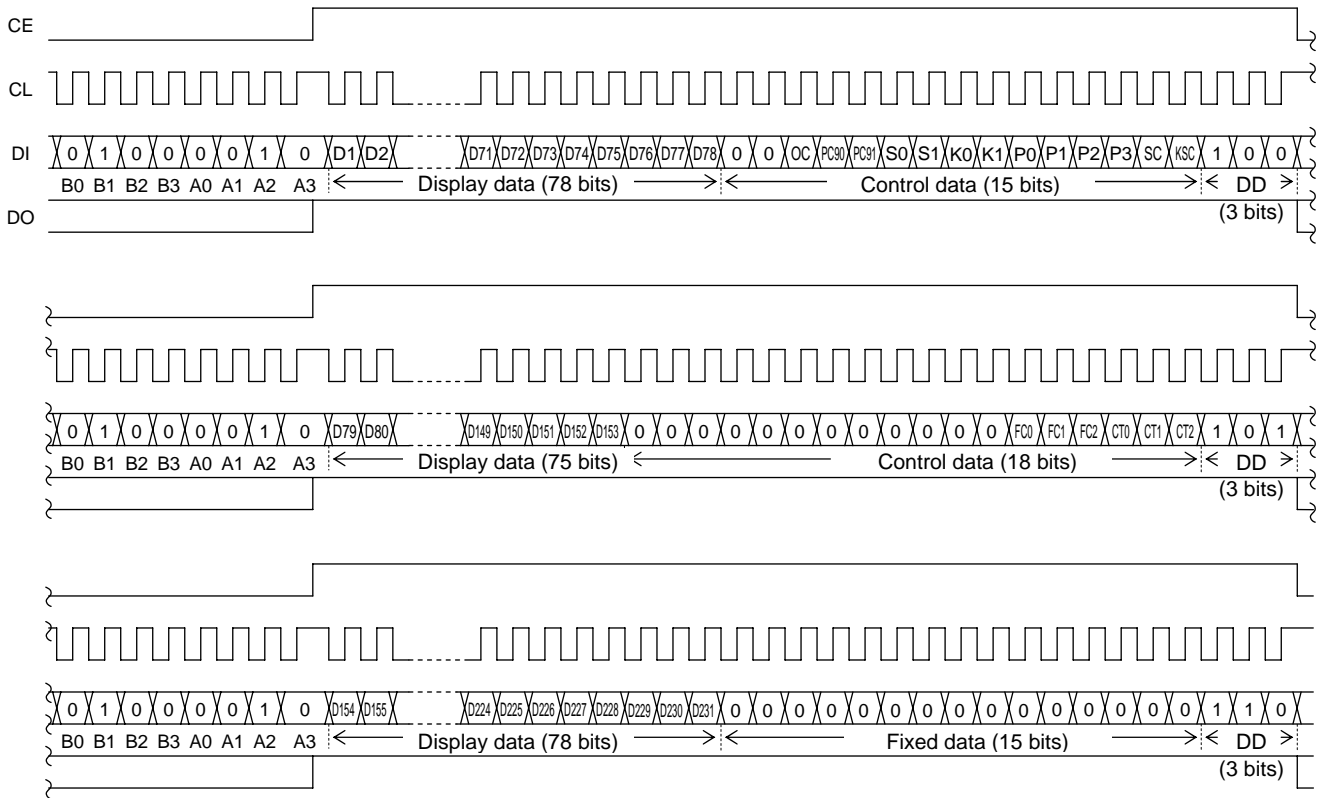 CE
CL
DI 0 1 0 0 0 0 1 0 D1 D2 D71 D72 D73 D74 D75 D76 D77 D78 0 0 OC PC90 PC91 S0 S1 K0 K1 P0 P1 P2 P3 SC KSC 1 0 0
B0 B1 B2 B3 A0 A1 A2 A3 Display data (78 bits) Control data (15 bits) DD
(3 bits)
DO
0 1 0 0 0 0 1 0 D79 D80 D149 D150 D151 D152 D153 0 0 0 0 0 0 0 0 0 0 0 0 FC0 FC1 FC2 CT0 CT1 CT2 1 0 1
B0 B1 B2 B3 A0 A1 A2 A3 Display data (75 bits) Control data (18 bits) DD
(3 bits)
0 1 0 0 0 0 1 0 D154 D155 D224 D225 D226 D227 D228 D229 D230 D231 0 0 0 0 0 0 0 0 0 0 0 0 0 0 0 1 1 0
B0 B1 B2 B3 A0 A1 A2 A3 Display data (78 bits) Fixed data (15 bits) DD
(3 bits)